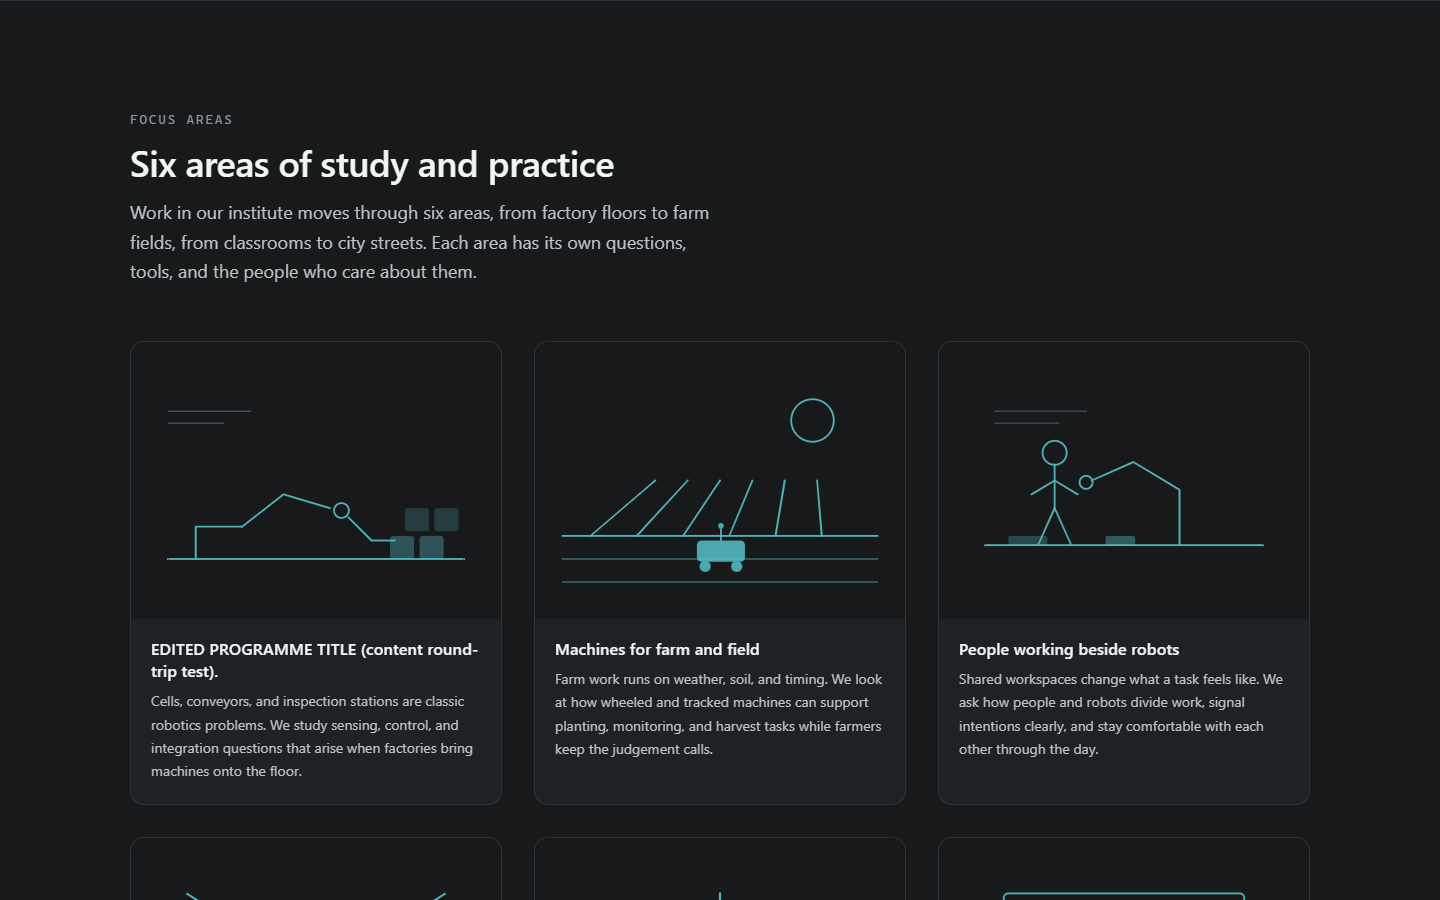 FOCUS AREAS
Six areas of study and practice
Work in our institute moves through six areas, from factory floors to farm
fields, from classrooms to city streets. Each area has its own questions,
tools, and the people who care about them.
EDITED PROGRAMME TITLE (content round-
trip test).
Cells, conveyors, and inspection stations are classic
robotics problems. We study sensing, control, and
integration questions that arise when factories bring
machines onto the floor.
Machines for farm and field
Farm work runs on weather, soil, and timing. We look
at how wheeled and tracked machines can support
planting, monitoring, and harvest tasks while farmers
keep the judgement calls.
People working beside robots
Shared workspaces change what a task feels like. We
ask how people and robots divide work, signal
intentions clearly, and stay comfortable with each
other through the day.